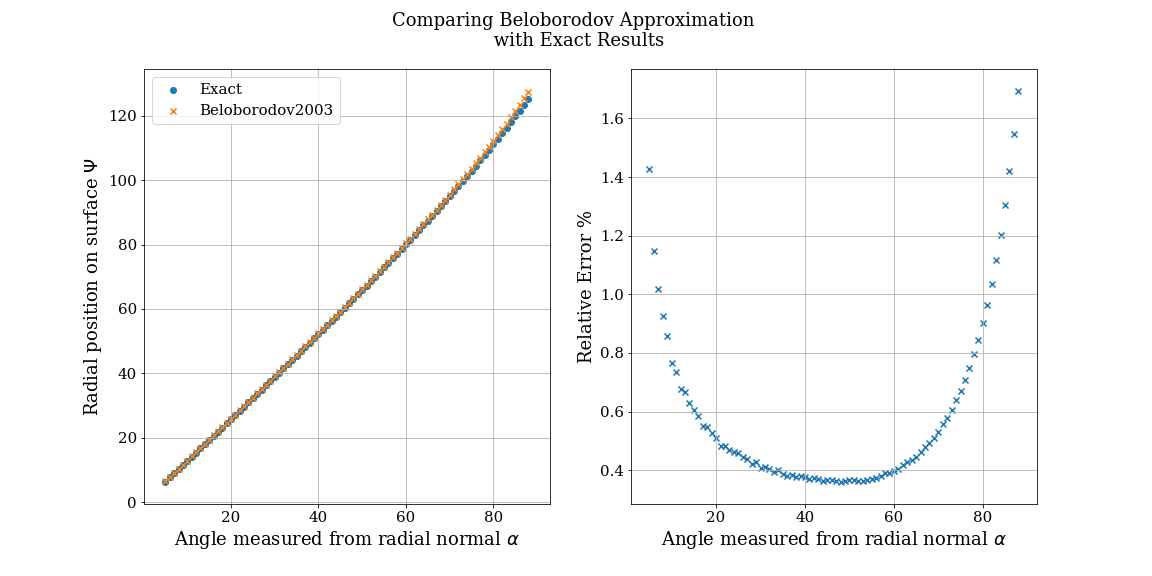 Comparing Beloborodov Approximation
with Exact Results
Exact
Beloborodov2003
120
100
80
60
40
20
0
Radial position on surface Ψ
20 40 60 80
Angle measured from radial normal α
1.6
1.4
1.2
1.0
0.8
0.6
0.4
Relative Error %
20 40 60 80
Angle measured from radial normal α